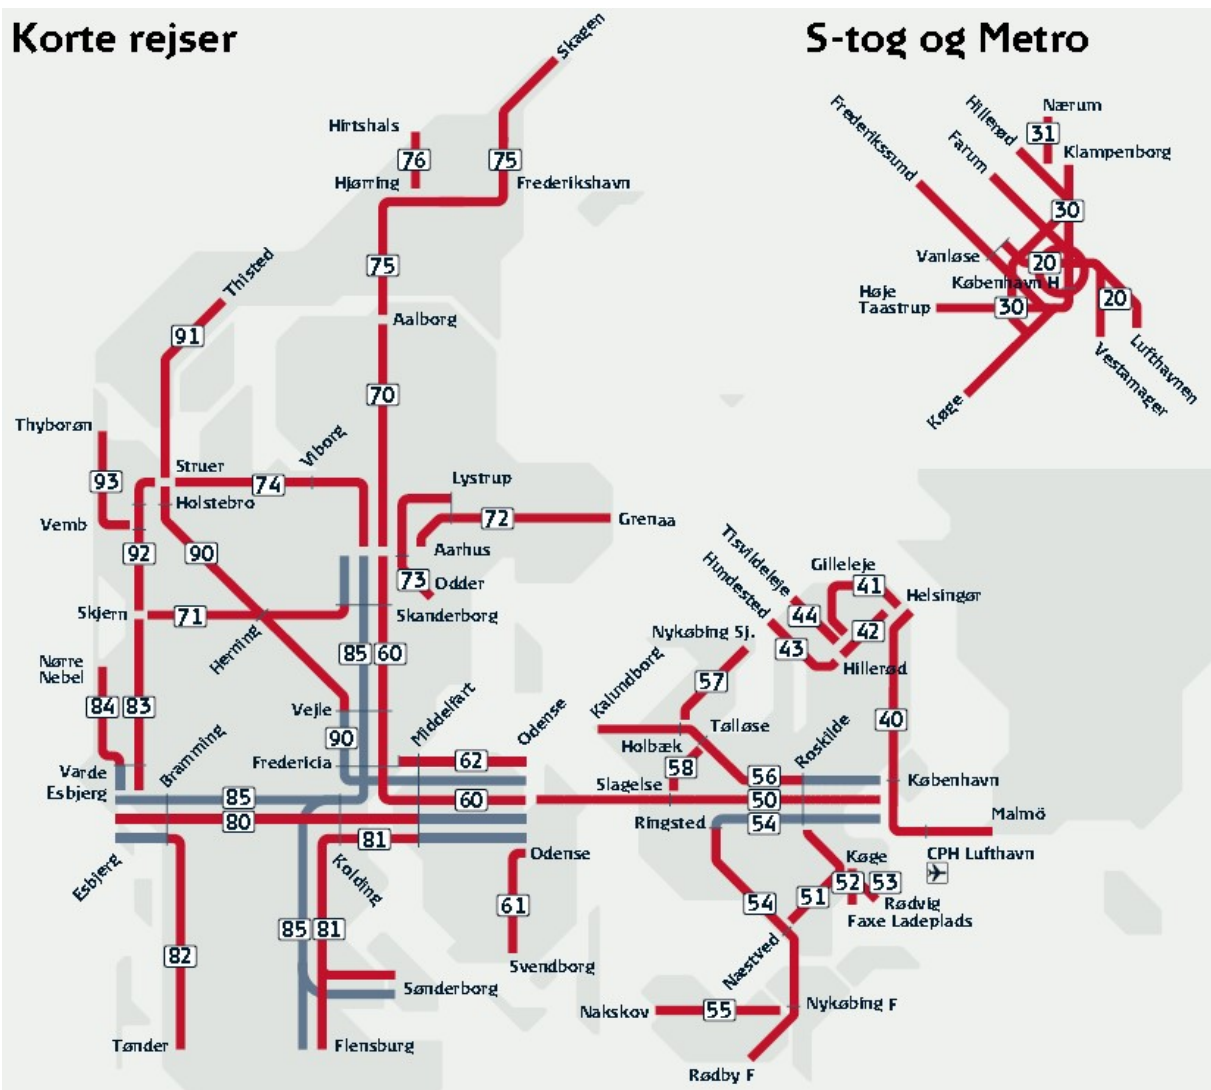 Korte rejser
S-tog og Metro
Skagen
Hirtshals
76
75
Hjørring
Frederikshavn
75
Thisted
Aalborg
91
70
Thyborøn
Viborg
Struer
93
74
Lystrup
Holstebro
Vemb
72
Grenaa
92
90
Aarhus
73
Odder
Skjern
71
Skanderborg
Herning
85
60
Nørre
Nebel
84
83
Vejle
Middelfart
Odense
90
Fredericia
62
Varde
Bramming
Esbjerg
85
60
80
81
Odense
Esbjerg
Kolding
61
85
81
82
Svendborg
Sønderborg
Tønder
Flensburg
Hillerød
Nærum
Frederikssund
Farum
31
Klampenborg
30
Vanløse
20
København H
Høje
Taastrup
30
20
Lufthavnen
Vestamager
Køge
Tisvildeleje
Gilleleje
41
Hundested
Helsingør
44
42
Nykøbing Sj.
43
Hillerød
Kalundborg
57
40
Holbæk
Tølløse
Roskilde
58
Slagelse
56
København
50
Ringsted
54
Malmö
Køge
CPH Lufthavn
52
53
54
51
Rødvig
Faxe Ladeplads
Næstved
Nakskov
55
Nykøbing F
Rødby F